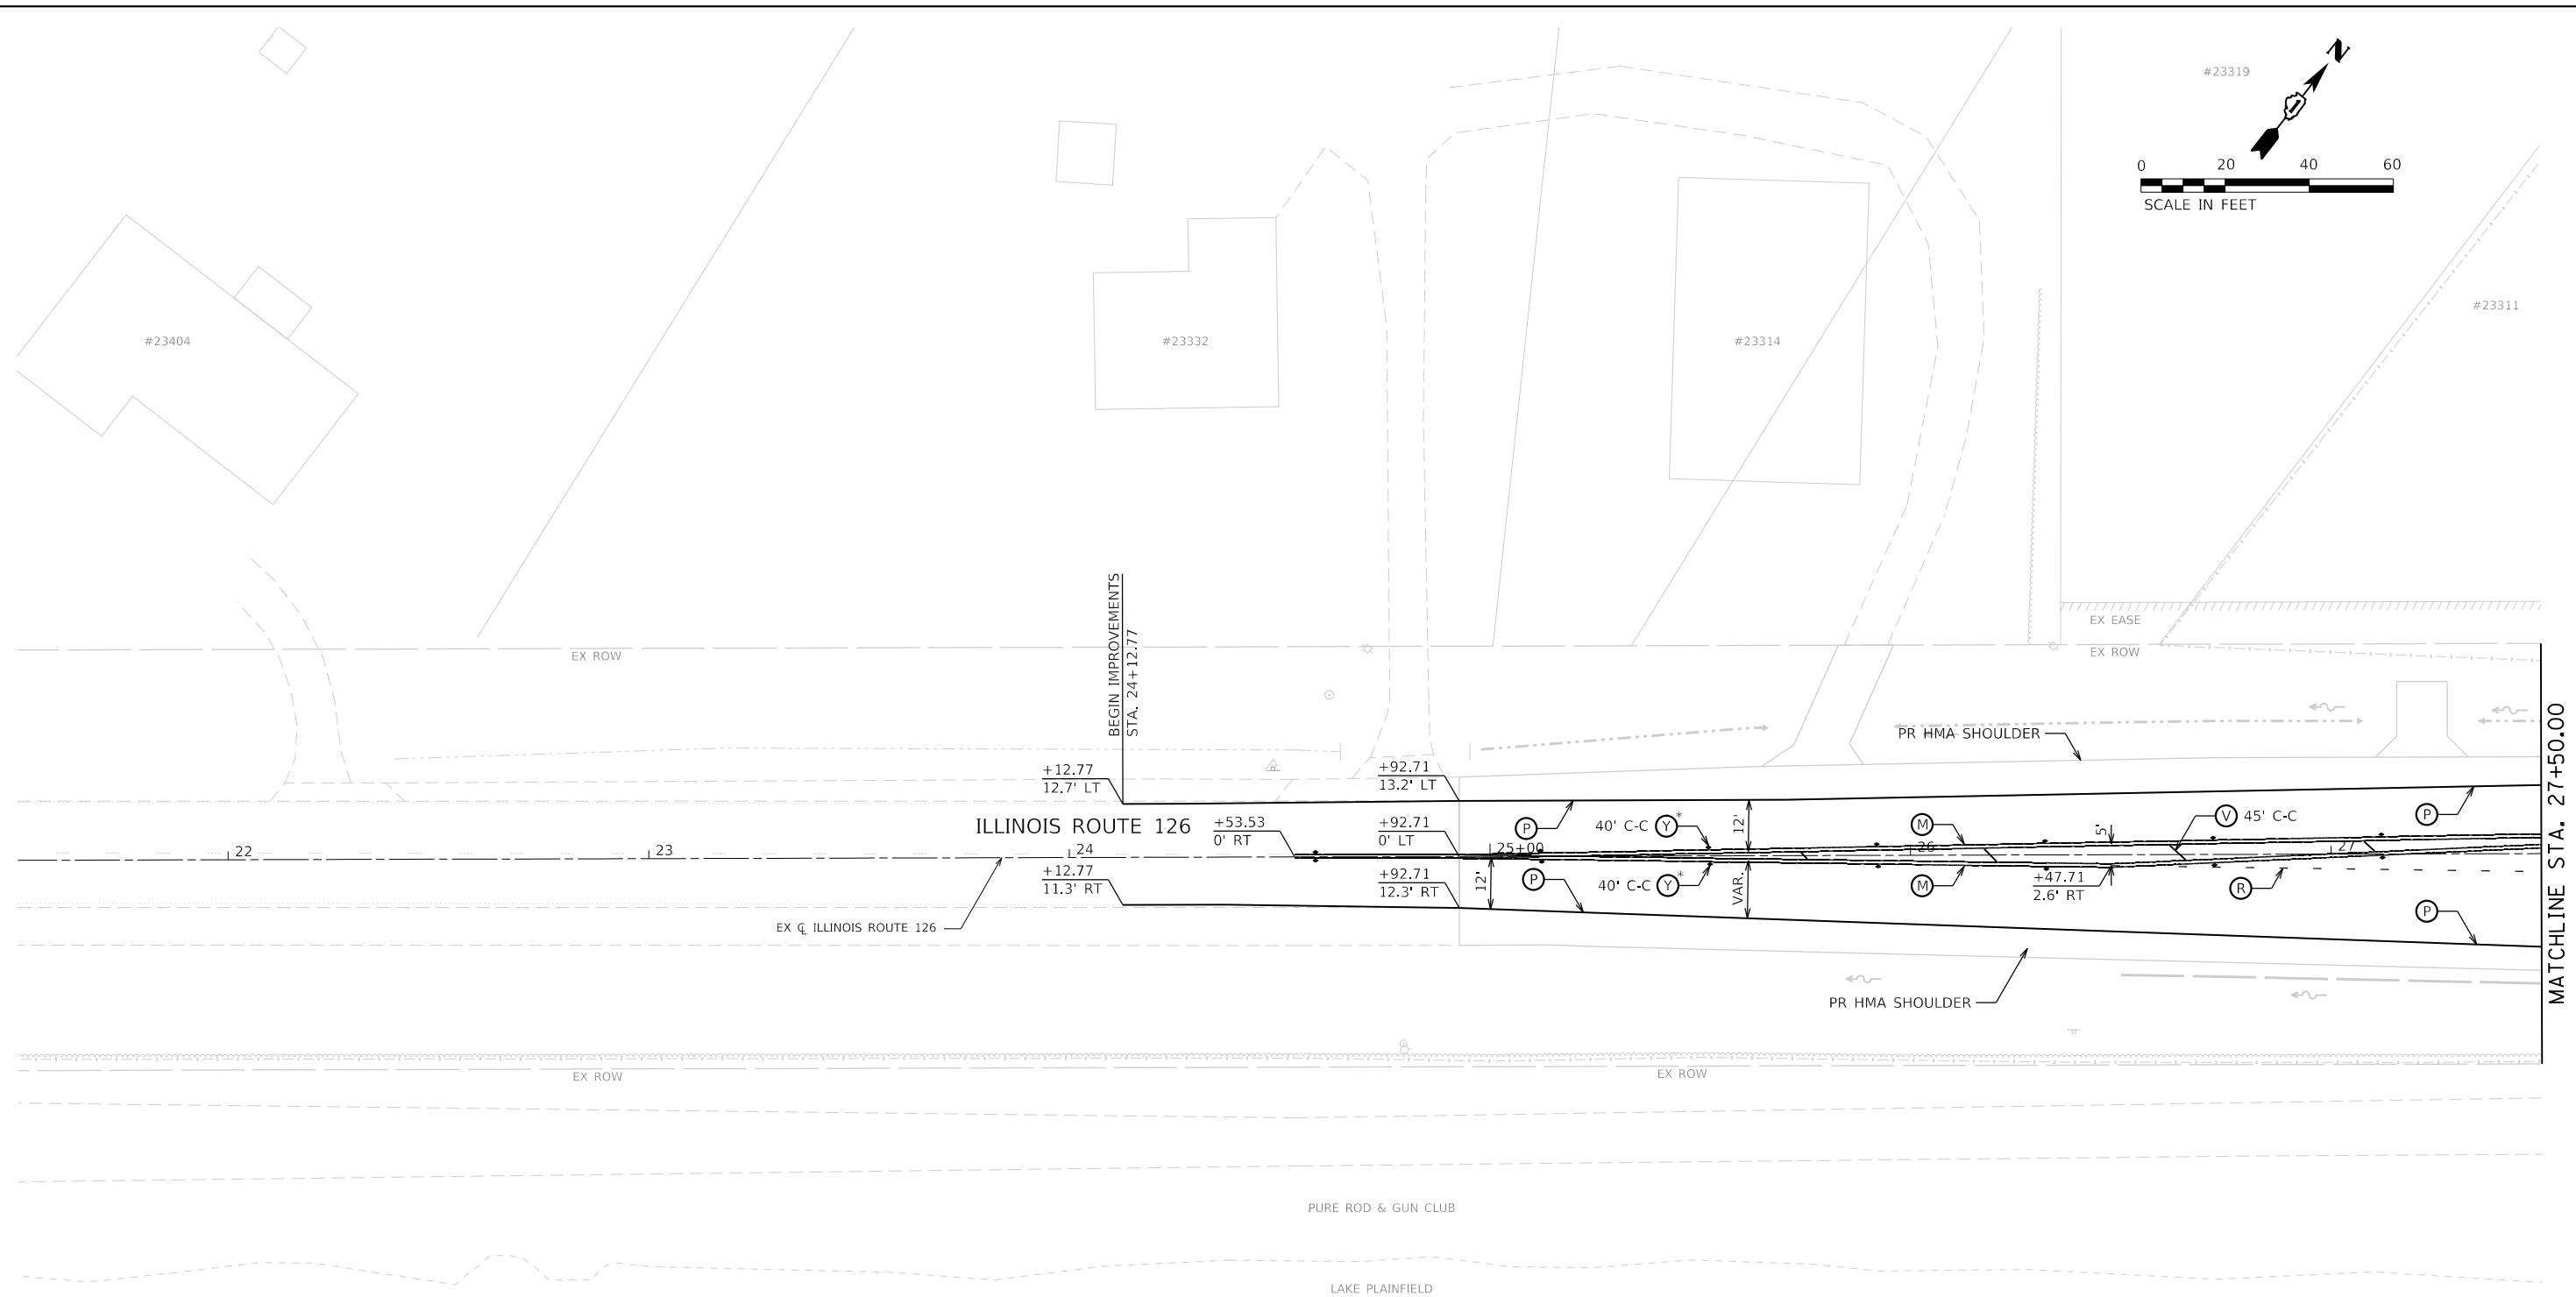 N
#23319
0 20 40 60
SCALE IN FEET
#23311
#23404
#23332
#23314
BEGIN IMPROVEMENTS
STA. 24+12.77
EX EASE
EX ROW
EX ROW
PR HMA SHOULDER
MATCHLINE STA. 27+50.00
+12.77
12.7' LT
+92.71
13.2' LT
ILLINOIS ROUTE 126
+53.53
0' RT
+92.71
0' LT
P
40' C-C Y*
12'
M
5'
V 45' C-C
P
22
23
24
25+00
26
27
+12.77
11.3' RT
+92.71
12.3' RT
12'
P
40' C-C Y*
VAR.
M
+47.71
2.6' RT
R
P
EX ℄ ILLINOIS ROUTE 126
PR HMA SHOULDER
EX ROW
EX ROW
PURE ROD & GUN CLUB
LAKE PLAINFIELD